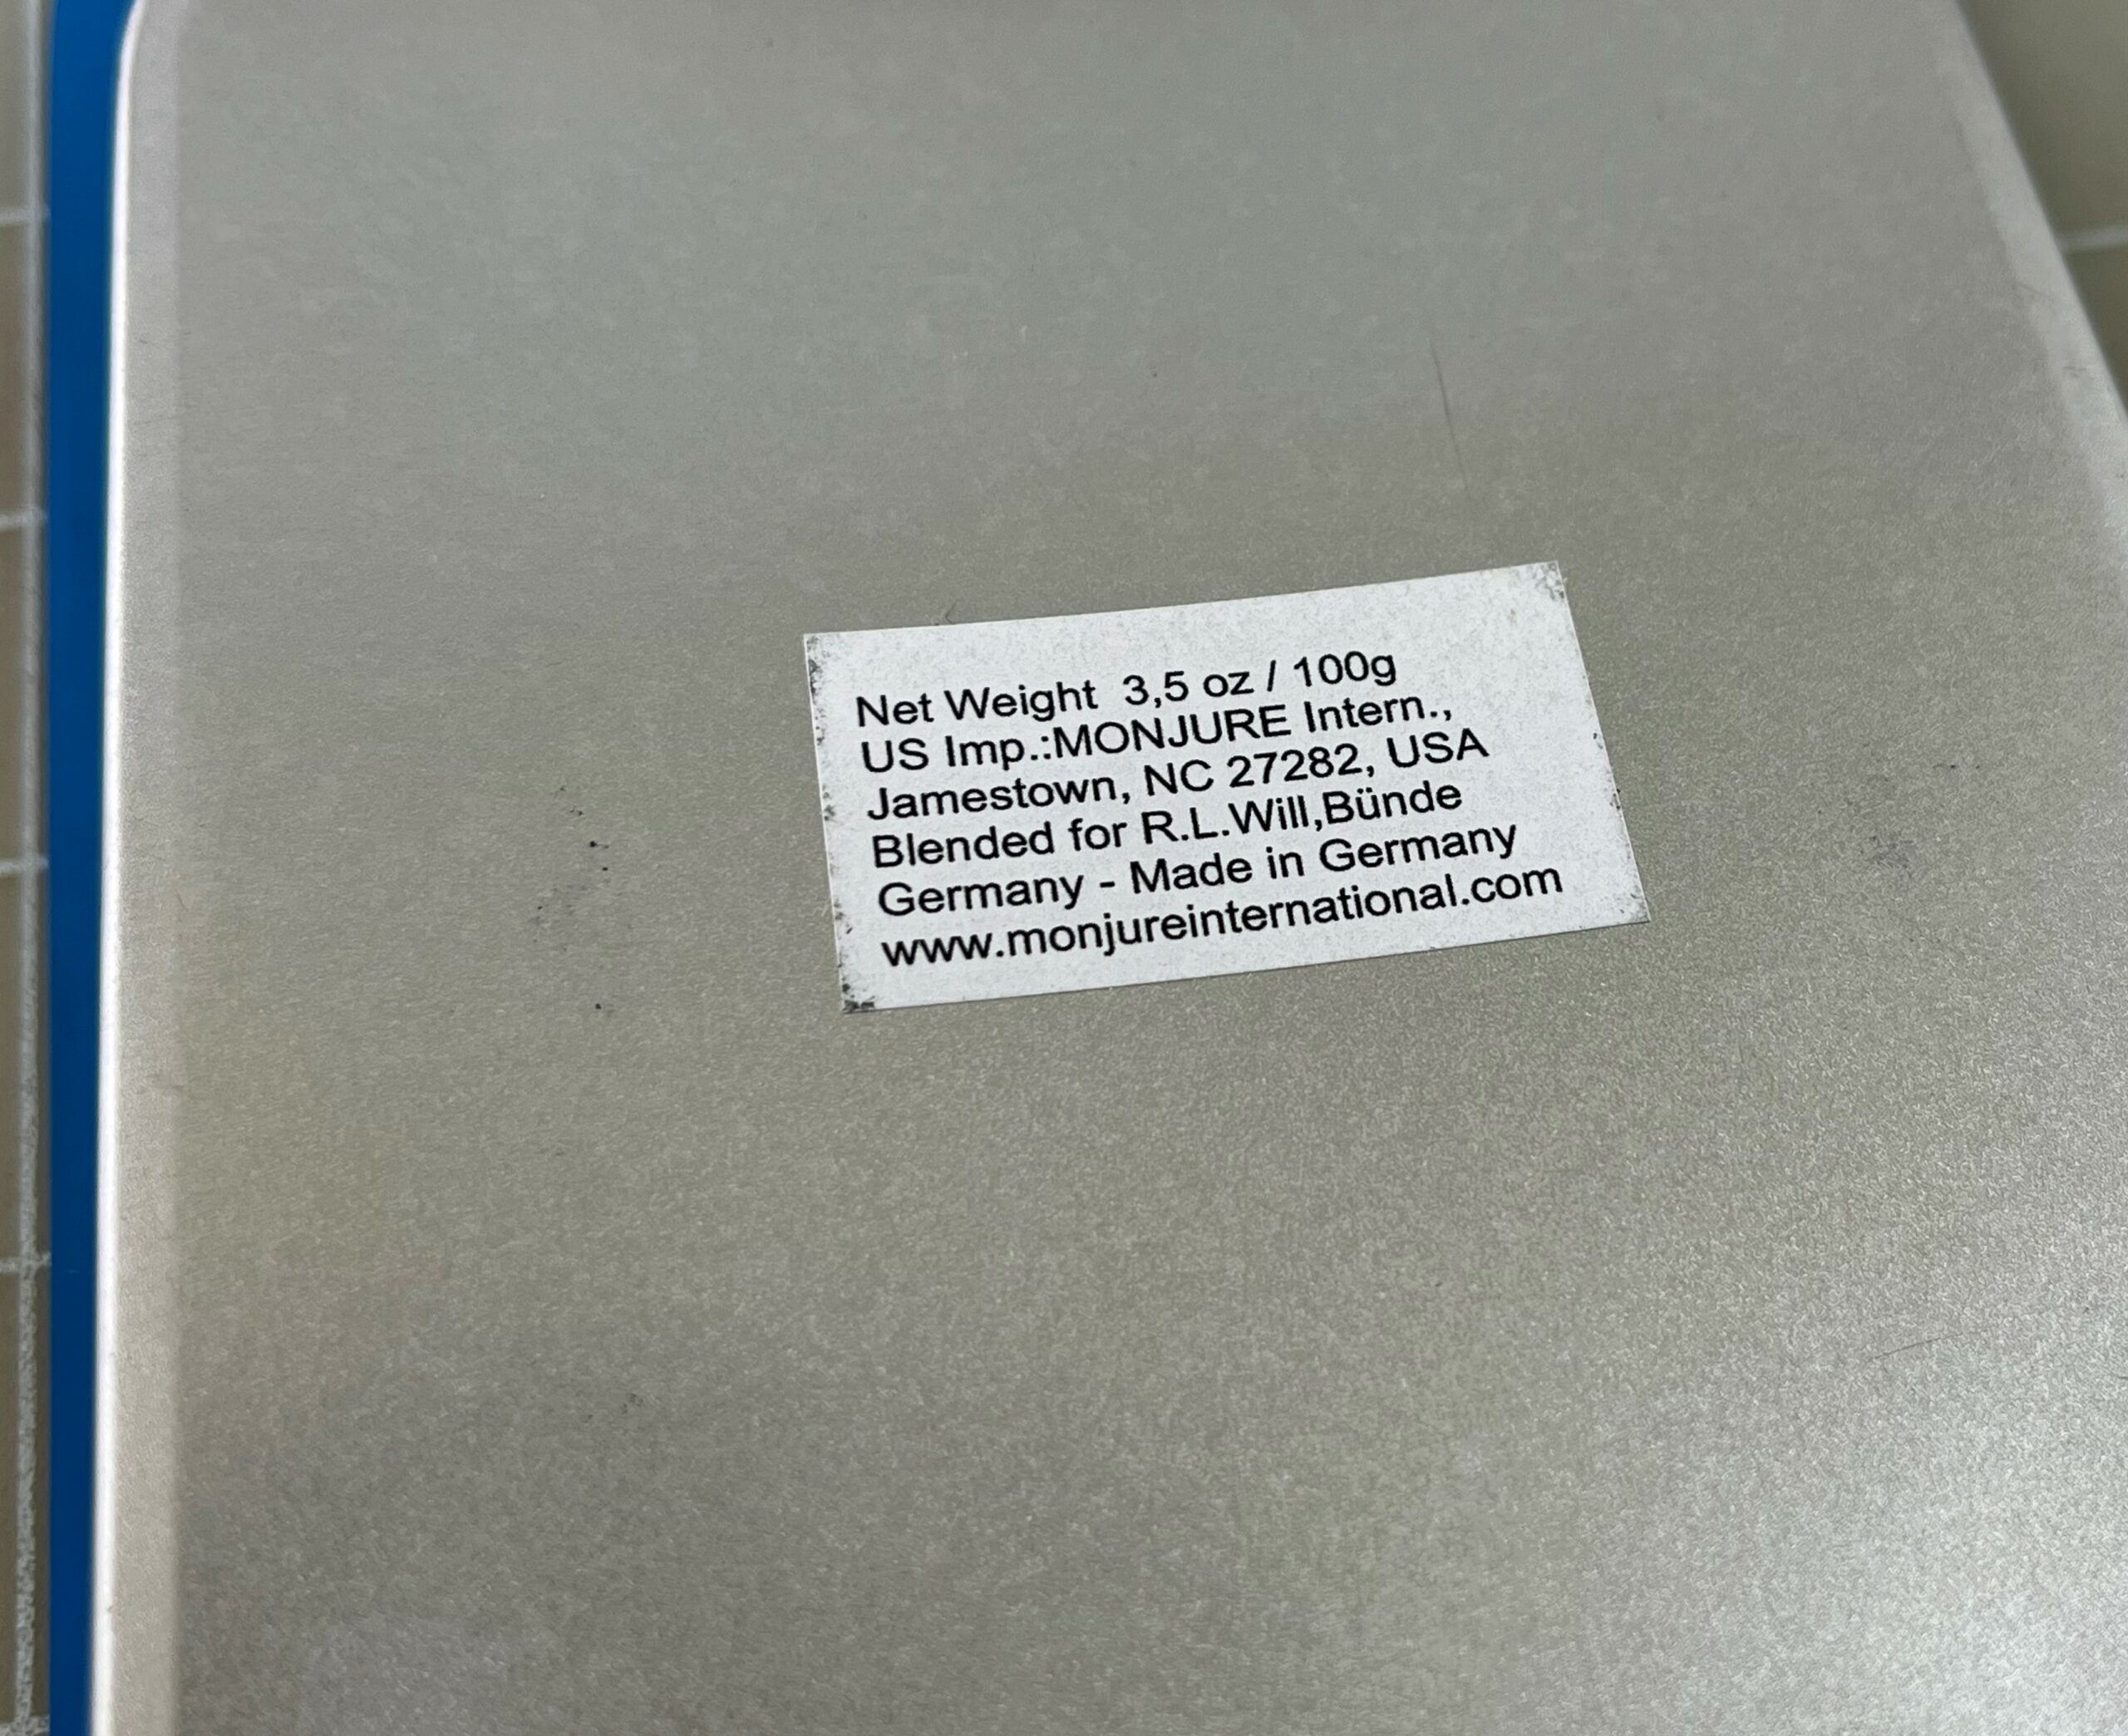 Net Weight  3,5 oz / 100g
US Imp.:MONJURE Intern.,
Jamestown, NC 27282, USA
Blended for R.L.Will,Bünde
Germany - Made in Germany
www.monjureinternational.com